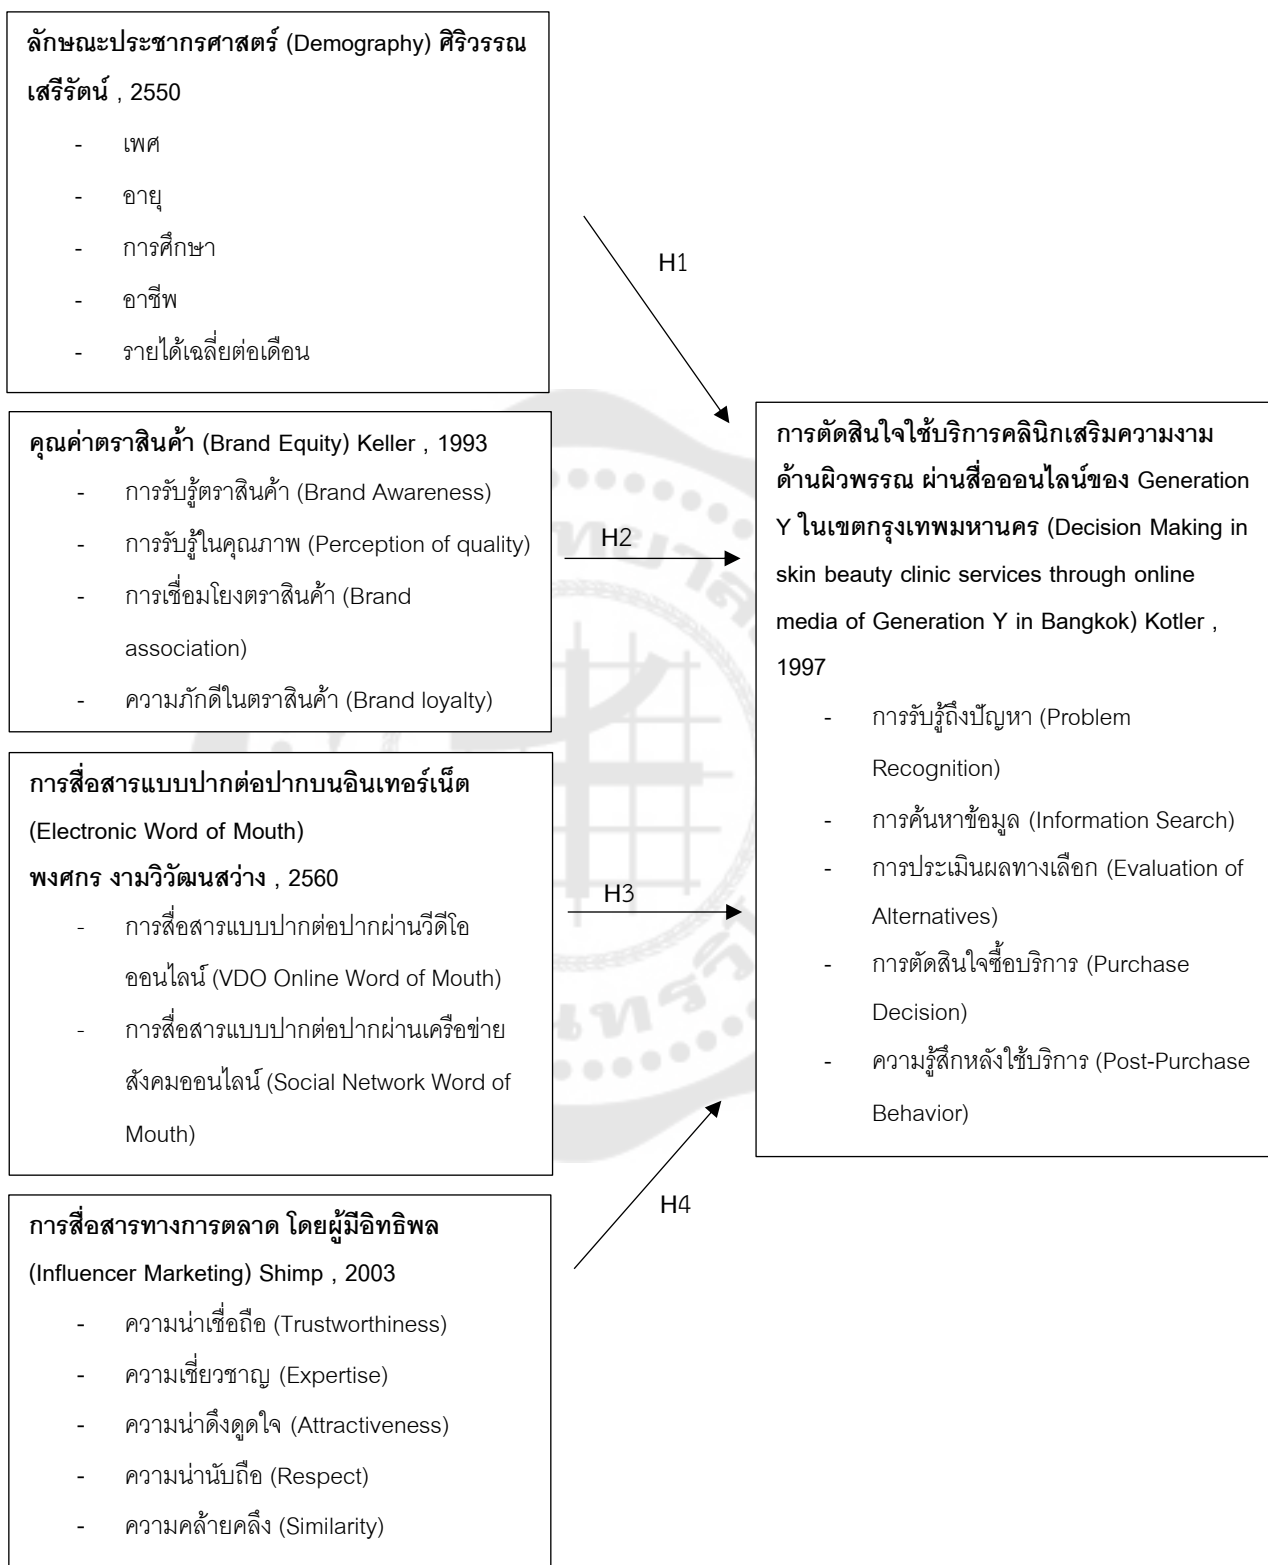 ลักษณะประชากรศาสตร์ (Demography) ศิริวรรณ
เสรีรัตน์ , 2550
- เพศ
- อายุ
- การศึกษา
- อาชีพ
- รายได้เฉลี่ยต่อเดือน
H1
คุณค่าตราสินค้า (Brand Equity) Keller , 1993
- การรับรู้ตราสินค้า (Brand Awareness)
- การรับรู้ในคุณภาพ (Perception of quality)
- การเชื่อมโยงตราสินค้า (Brand
association)
- ความภักดีในตราสินค้า (Brand loyalty)
H2
การสื่อสารแบบปากต่อปากบนอินเทอร์เน็ต
(Electronic Word of Mouth)
พงศกร งามวิวัฒนสว่าง , 2560
- การสื่อสารแบบปากต่อปากผ่านวีดีโอ
ออนไลน์ (VDO Online Word of Mouth)
- การสื่อสารแบบปากต่อปากผ่านเครือข่าย
สังคมออนไลน์ (Social Network Word of
Mouth)
H3
การสื่อสารทางการตลาด โดยผู้มีอิทธิพล
(Influencer Marketing) Shimp , 2003
- ความน่าเชื่อถือ (Trustworthiness)
- ความเชี่ยวชาญ (Expertise)
- ความน่าดึงดูดใจ (Attractiveness)
- ความน่านับถือ (Respect)
- ความคล้ายคลึง (Similarity)
H4
การตัดสินใจใช้บริการคลินิกเสริมความงาม
ด้านผิวพรรณ ผ่านสื่อออนไลน์ของ Generation
Y ในเขตกรุงเทพมหานคร (Decision Making in
skin beauty clinic services through online
media of Generation Y in Bangkok) Kotler ,
1997
- การรับรู้ถึงปัญหา (Problem
Recognition)
- การค้นหาข้อมูล (Information Search)
- การประเมินผลทางเลือก (Evaluation of
Alternatives)
- การตัดสินใจซื้อบริการ (Purchase
Decision)
- ความรู้สึกหลังใช้บริการ (Post-Purchase
Behavior)